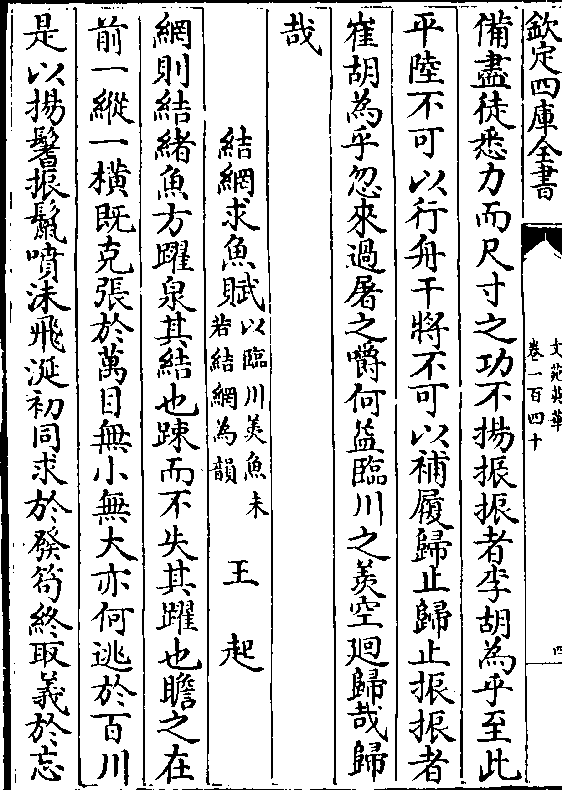 欽定四庫全書
文苑英華
卷一百四十
四
備盡徒悉力而尺寸之功不揚振振者李胡為乎至此
平陸不可以行舟干將不可以補履歸止歸止振振者
崔胡為乎忽來過屠之嚼何益臨川之羨空廻歸哉歸
哉
結網求魚賦以臨川羨魚未
若結網為韻
王起
網則結緒魚方躍泉其結也踈而不失其躍也瞻之在
前一縱一横既克張於萬目無小無大亦何逃於百川
是以揚鬐振鬛噴沬飛涎初同求於發笱終取義於忘